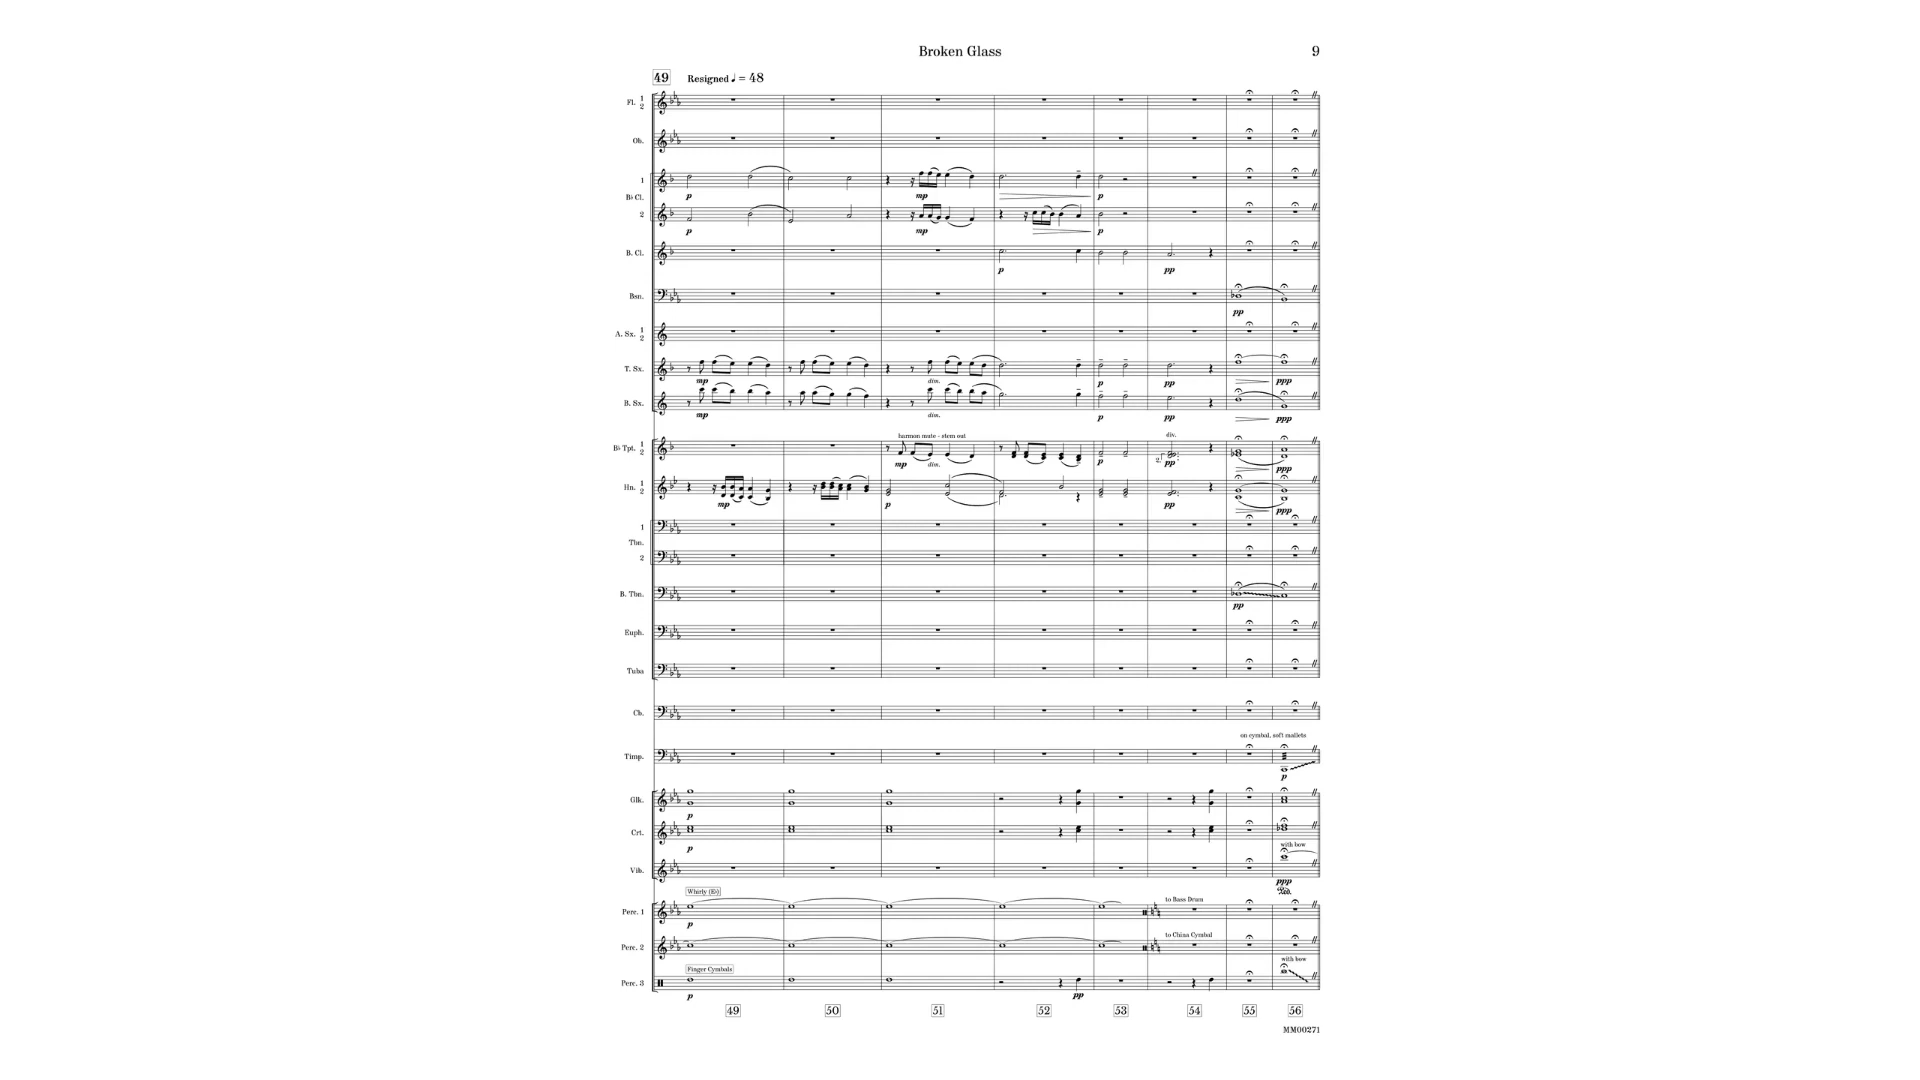 Broken Glass
9
49 Resigned ♩ = 48
Fl. 1 2
Ob.
1
B♭ Cl.
2
p
p
mp
mp
p
p
B. Cl.
p
pp
Bsn.
pp
A. Sx. 1 2
T. Sx.
mp
dim.
p
pp
ppp
B. Sx.
mp
dim.
p
pp
ppp
harmon mute - stem out
div.
B♭ Tpt. 1 2
mp
dim.
p
2.
pp
ppp
Hn. 1 2
mp
p
pp
ppp
1
Tbn.
2
B. Tbn.
pp
Euph.
Tuba
Cb.
on cymbal, soft mallets
Timp.
p
Glk.
p
Crt.
p
with bow
Vib.
ppp
Ped.
Whirly (E♭)
to Bass Drum
Perc. 1
p
to China Cymbal
Perc. 2
with bow
Finger Cymbals
Perc. 3
p
pp
49 50 51 52 53 54 55 56
MM00271